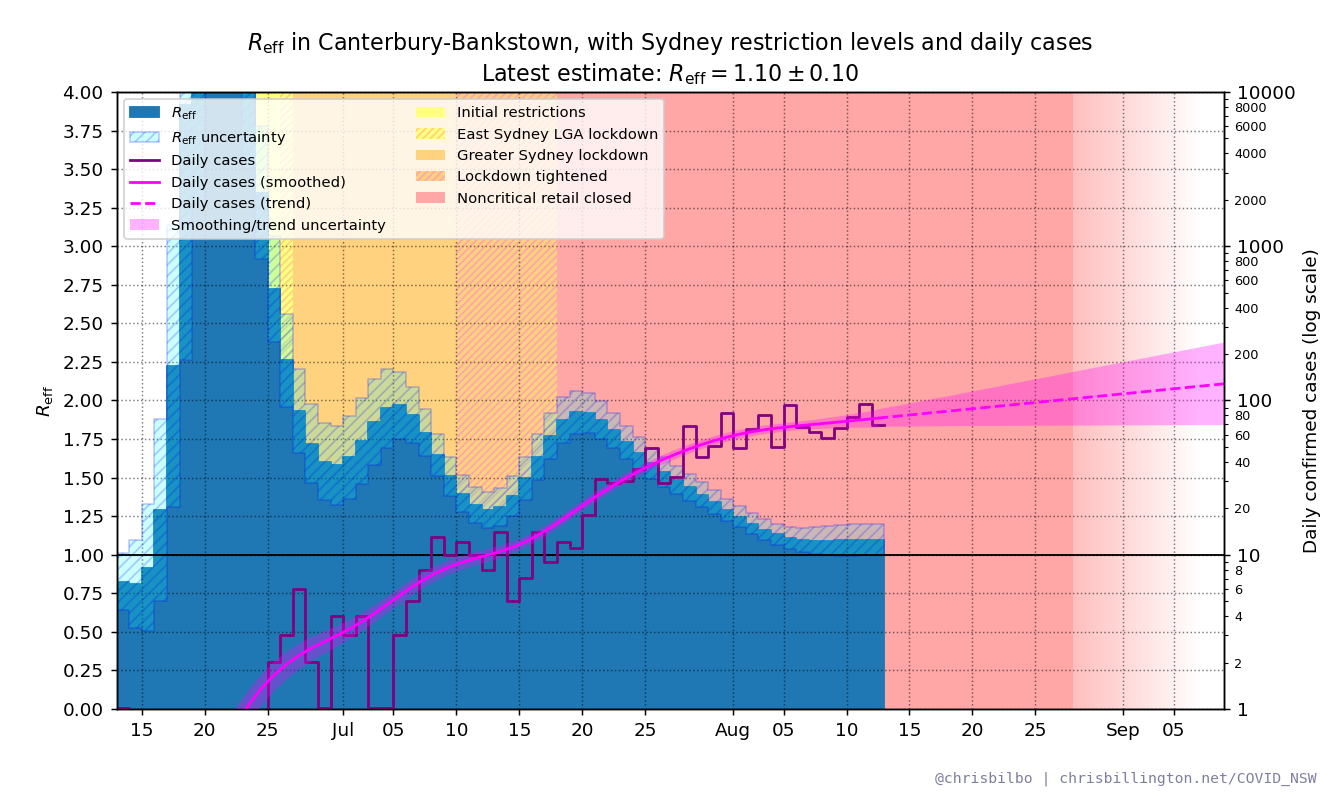 Reff in Canterbury-Bankstown, with Sydney restriction levels and daily cases
Latest estimate: Reff = 1.10 ± 0.10
Reff
Reff uncertainty
Daily cases
Daily cases (smoothed)
Daily cases (trend)
Smoothing/trend uncertainty
Initial restrictions
East Sydney LGA lockdown
Greater Sydney lockdown
Lockdown tightened
Noncritical retail closed
Reff
4.00
3.75
3.50
3.25
3.00
2.75
2.50
2.25
2.00
1.75
1.50
1.25
1.00
0.75
0.50
0.25
0.00
15 20 25 Jul 05 10 15 20 25 Aug 05 10 15 20 25 Sep 05
10000
8000
6000
4000
2000
1000
800
600
400
200
100
80
60
40
20
10
8
6
4
2
1
Daily confirmed cases (log scale)
@chrisbilbo | chrisbillington.net/COVID_NSW